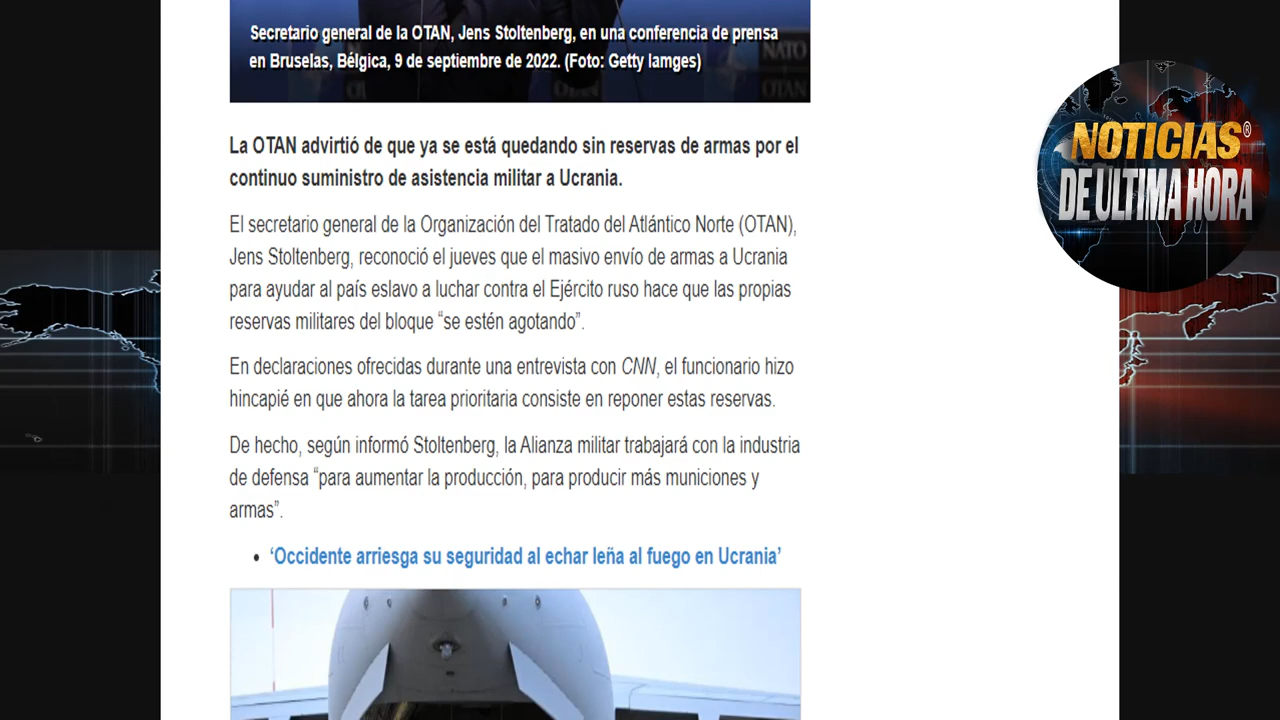 Secretario general de la OTAN, Jens Stoltenberg, en una conferencia de prensa
en Bruselas, Bélgica, 9 de septiembre de 2022. (Foto: Getty Iamges)
NATO
OTAN
OTAN
NOTICIAS®
DE ULTIMA HORA
La OTAN advirtió de que ya se está quedando sin reservas de armas por el
continuo suministro de asistencia militar a Ucrania.
El secretario general de la Organización del Tratado del Atlántico Norte (OTAN),
Jens Stoltenberg, reconoció el jueves que el masivo envío de armas a Ucrania
para ayudar al país eslavo a luchar contra el Ejército ruso hace que las propias
reservas militares del bloque “se estén agotando”.
En declaraciones ofrecidas durante una entrevista con CNN, el funcionario hizo
hincapié en que ahora la tarea prioritaria consiste en reponer estas reservas.
De hecho, según informó Stoltenberg, la Alianza militar trabajará con la industria
de defensa “para aumentar la producción, para producir más municiones y
armas”.
• ‘Occidente arriesga su seguridad al echar leña al fuego en Ucrania’